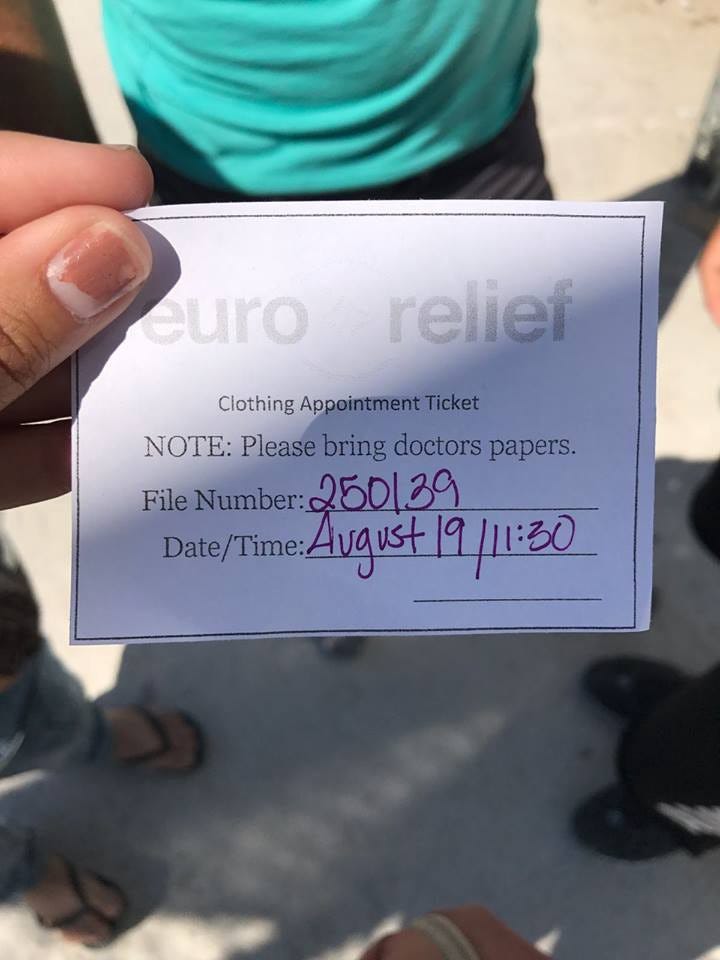 euro relief
Clothing Appointment Ticket
NOTE: Please bring doctors papers.
File Number: 250139
Date/Time: August 19 / 11:30